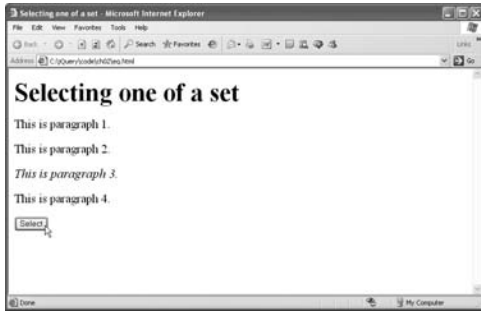 Selecting one of a set - Microsoft Internet Explorer
File Edit View Favorites Tools Help
Back Search Favorites Links
Address C:\jQuery\code\ch02\eq.html Go
Selecting one of a set
This is paragraph 1.
This is paragraph 2.
This is paragraph 3.
This is paragraph 4.
Select
Done My Computer